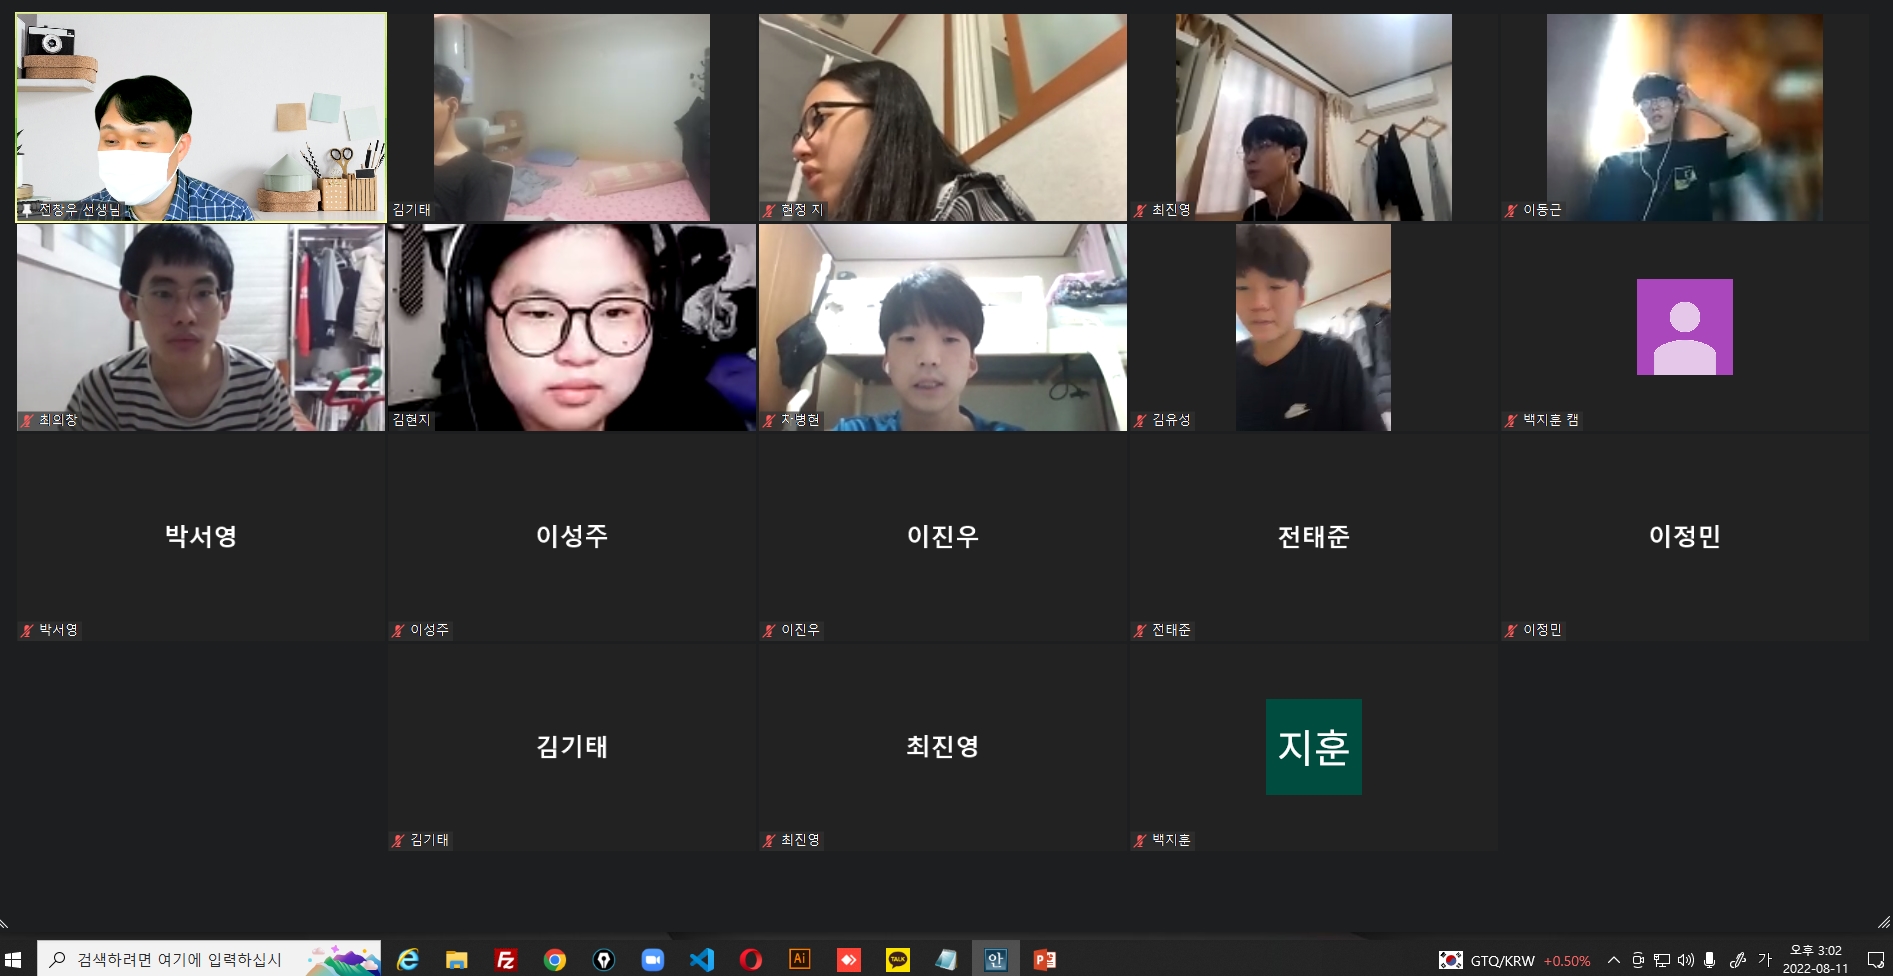 전창우 선생님
김기태
현정 지
최진영
이동근
최의창
김현지
차병현
김유성
백지훈 캠
박서영
이성주
이진우
전태준
이정민
박서영
이성주
이진우
전태준
이정민
김기태
최진영
지훈
김기태
최진영
백지훈
검색하려면 여기에 입력하십시
Fz
Ai
TALK
안
GTQ/KRW +0.50%
가
오후 3:02
2022-08-11